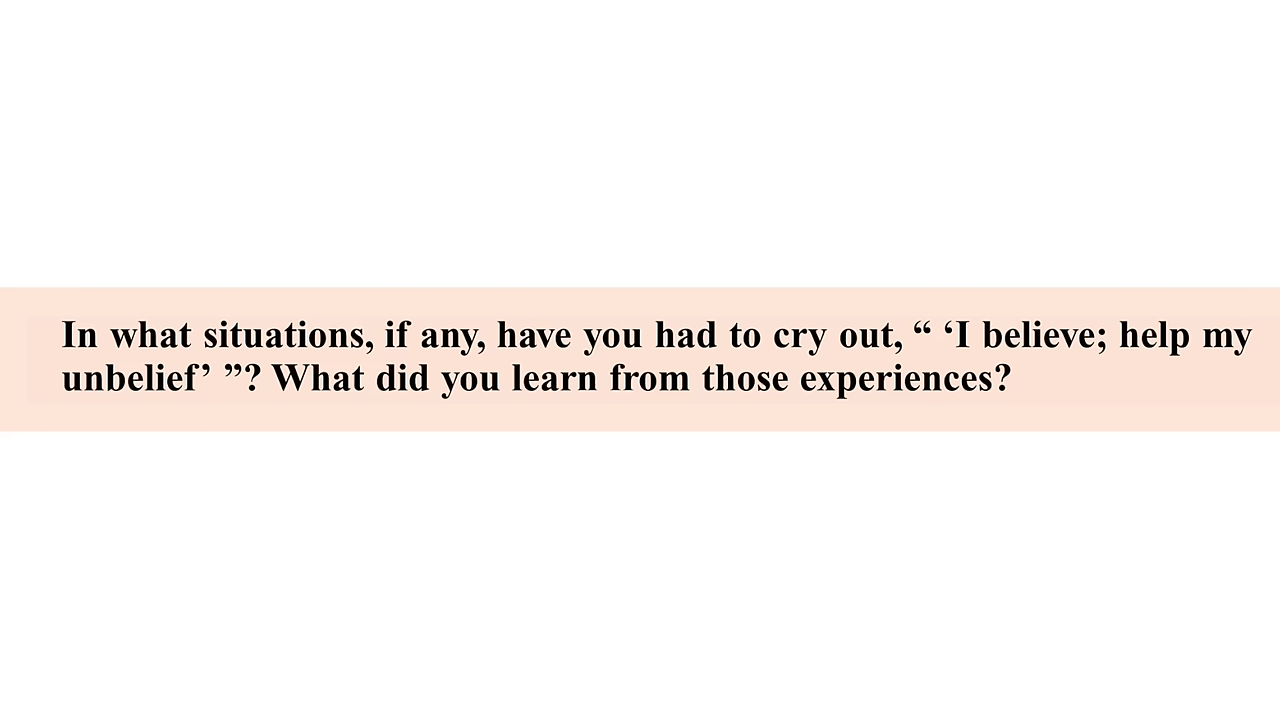 In what situations, if any, have you had to cry out, “ ‘I believe; help my
unbelief’ ”? What did you learn from those experiences?